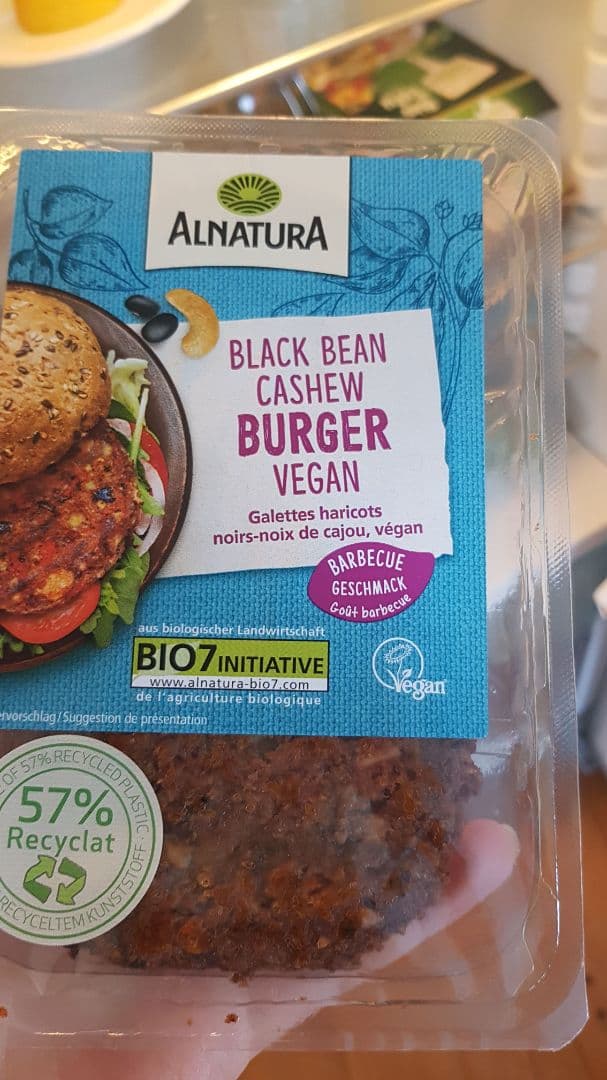 ALNATURA
BLACK BEAN
CASHEW
BURGER
VEGAN
Galettes haricots
noirs-noix de cajou, végan
BARBECUE
GESCHMACK
Goût barbecue
aus biologischer Landwirtschaft
BIO7 INITIATIVE
www.alnatura-bio7.com
de l'agriculture biologique
Vegan
ervorschlag/Suggestion de présentation
OF 57% RECYCLED PLASTIC
57%
Recyclat
RECYCELTEM KUNSTSTOFF